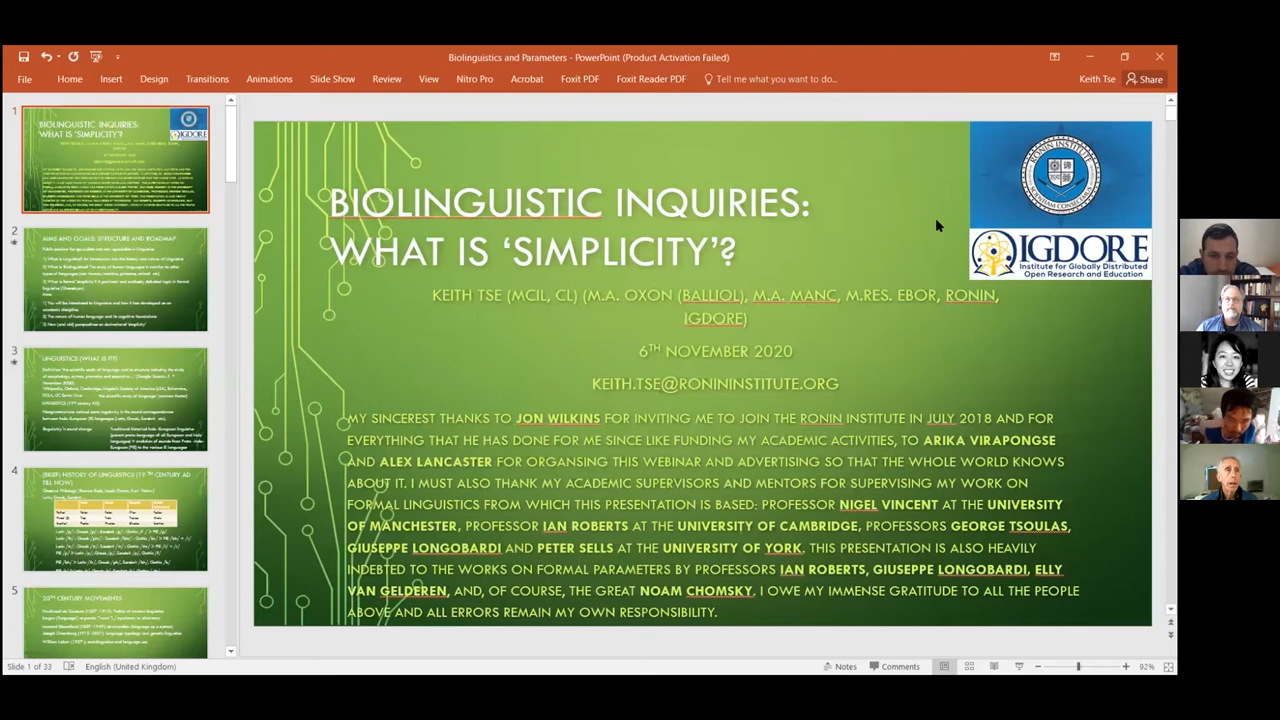 Biolinguistics and Parameters - PowerPoint (Product Activation Failed)
File Home Insert Design Transitions Animations Slide Show Review View Nitro Pro Acrobat Foxit PDF Foxit Reader PDF Tell me what you want to do... Keith Tse Share
1
BIOLINGUISTIC INQUIRIES:
WHAT IS 'SIMPLICITY'?
IGDORE
2
AIMS AND GOALS: STRUCTURE AND ROADMAP
3
LINGUISTICS (WHAT IS IT?)
4
(BRIEF) HISTORY OF LINGUISTICS (19TH CENTURY AD
TILL NOW)
5
20TH CENTURY MOVEMENTS
BIOLINGUISTIC INQUIRIES:
WHAT IS 'SIMPLICITY'?
RONIN INSTITUTE
IGDORE
Institute for Globally Distributed
Open Research and Education
KEITH TSE (MCIL, CL) (M.A. OXON (BALLIOL), M.A. MANC, M.RES. EBOR, RONIN,
IGDORE)
6TH NOVEMBER 2020
KEITH.TSE@RONININSTITUTE.ORG
MY SINCEREST THANKS TO JON WILKINS FOR INVITING ME TO JOIN THE RONIN INSTITUTE IN JULY 2018 AND FOR
EVERYTHING THAT HE HAS DONE FOR ME SINCE LIKE FUNDING MY ACADEMIC ACTIVITIES, TO ARIKA VIRAPONGSE
AND ALEX LANCASTER FOR ORGANSING THIS WEBINAR AND ADVERTISING SO THAT THE WHOLE WORLD KNOWS
ABOUT IT. I MUST ALSO THANK MY ACADEMIC SUPERVISORS AND MENTORS FOR SUPERVISING MY WORK ON
FORMAL LINGUISTICS FROM WHICH THIS PRESENTATION IS BASED: PROFESSOR NIGEL VINCENT AT THE UNIVERSITY
OF MANCHESTER, PROFESSOR IAN ROBERTS AT THE UNIVERSITY OF CAMBRIDGE, PROFESSORS GEORGE TSOULAS,
GIUSEPPE LONGOBARDI AND PETER SELLS AT THE UNIVERSITY OF YORK. THIS PRESENTATION IS ALSO HEAVILY
INDEBTED TO THE WORKS ON FORMAL PARAMETERS BY PROFESSORS IAN ROBERTS, GIUSEPPE LONGOBARDI, ELLY
VAN GELDEREN, AND, OF COURSE, THE GREAT NOAM CHOMSKY. I OWE MY IMMENSE GRATITUDE TO ALL THE PEOPLE
ABOVE AND ALL ERRORS REMAIN MY OWN RESPONSIBILITY.
Slide 1 of 33 English (United Kingdom) Notes Comments 92%